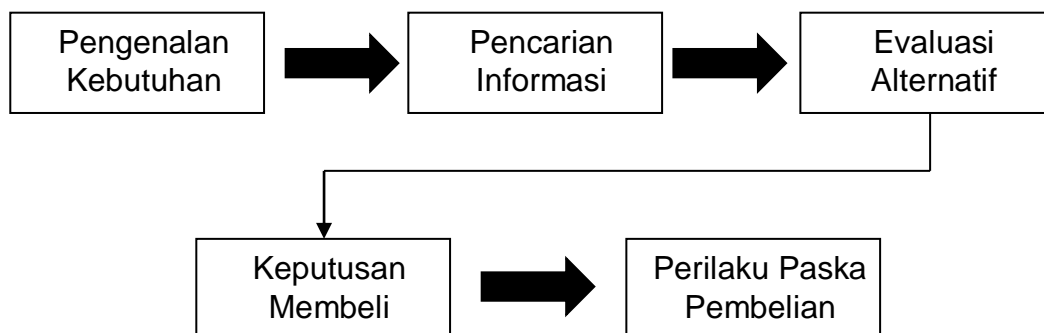 Pengenalan
Kebutuhan
Pencarian
Informasi
Evaluasi
Alternatif
Keputusan
Membeli
Perilaku Paska
Pembelian